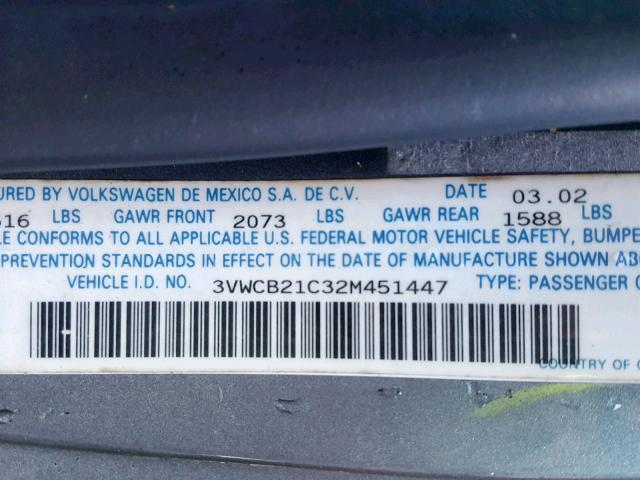 URED BY VOLKSWAGEN DE MEXICO S.A. DE C.V. DATE 03.02
616 LBS GAWR FRONT 2073 LBS GAWR REAR 1588 LBS
LE CONFORMS TO ALL APPLICABLE U.S. FEDERAL MOTOR VEHICLE SAFETY, BUMPE
PREVENTION STANDARDS IN EFFECT ON THE DATE OF MANUFACTURE SHOWN ABO
VEHICLE I.D. NO. 3VWCB21C32M451447 TYPE: PASSENGER C
COUNTRY OF O